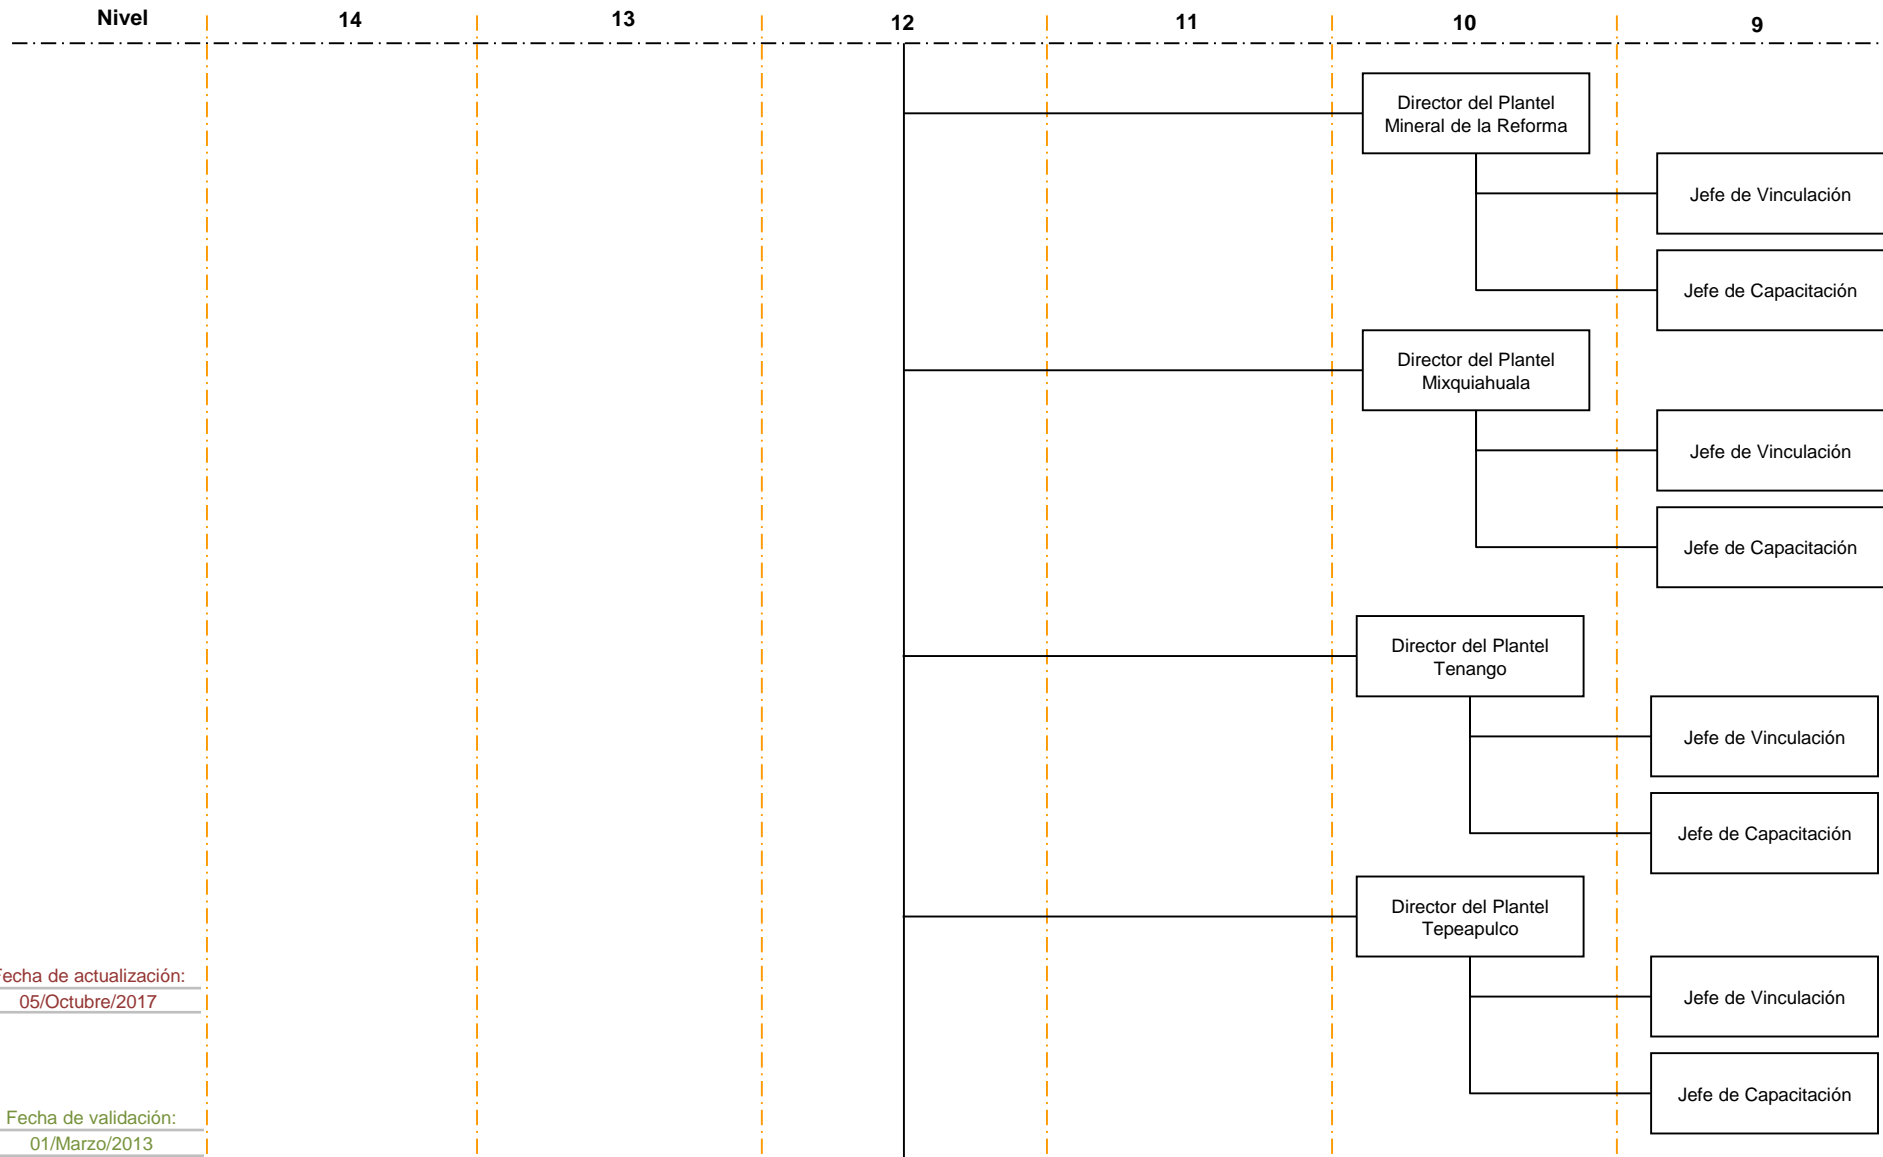 Nivel 14 13 12 11 10 9
Director del Plantel
Mineral de la Reforma
Jefe de Vinculación
Jefe de Capacitación
Director del Plantel
Mixquiahuala
Jefe de Vinculación
Jefe de Capacitación
Director del Plantel
Tenango
Jefe de Vinculación
Jefe de Capacitación
Director del Plantel
Tepeapulco
Jefe de Vinculación
Jefe de Capacitación
Fecha de actualización:
05/Octubre/2017
Fecha de validación:
01/Marzo/2013